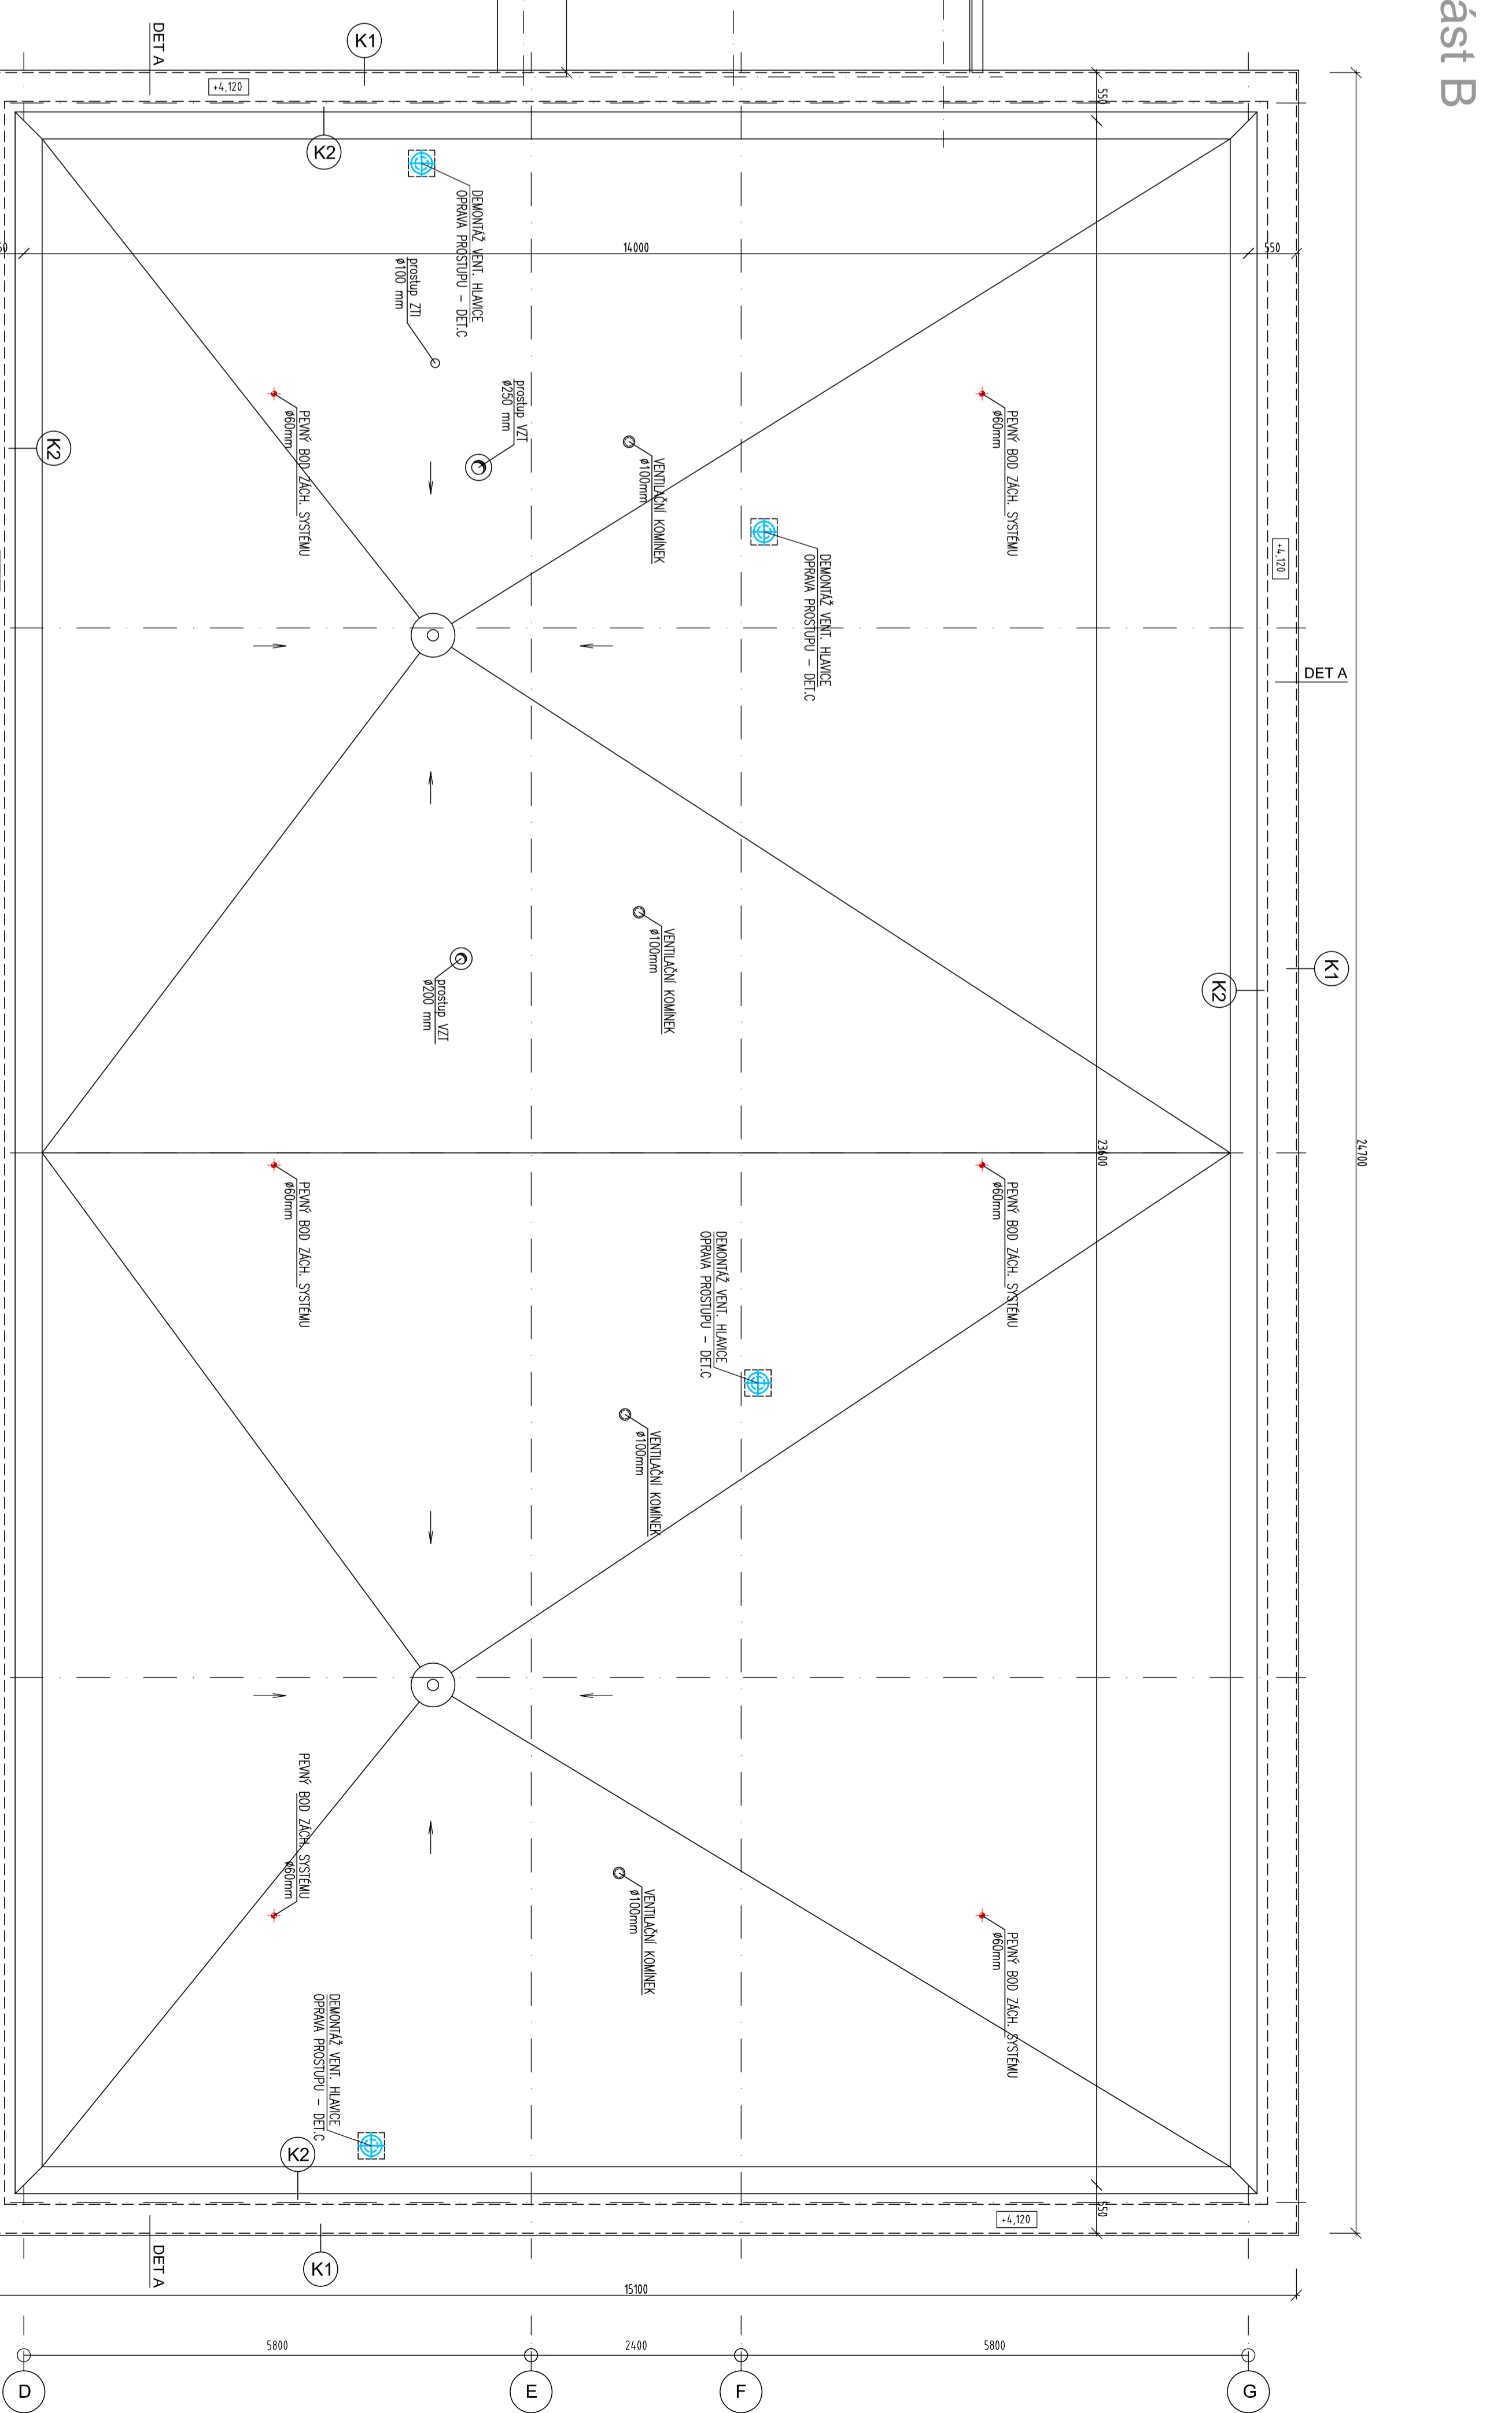 ást B
DET A
K1
+4,120
K2
550
DEMONTÁŽ VENT. HLAVICE
OPRAVA PROSTUPU - DET.C
14000
550
prostup ZTI
ø100 mm
prostup VZT
ø250 mm
PEVNÝ BOD ZÁCH. SYSTÉMU
ø60mm
K2
VENTILAČNÍ KOMÍNEK
ø100mm
PEVNÝ BOD ZÁCH. SYSTÉMU
ø60mm
DEMONTÁŽ VENT. HLAVICE
OPRAVA PROSTUPU - DET.C
+4,120
DET A
VENTILAČNÍ KOMÍNEK
ø100mm
prostup VZT
ø200 mm
K1
K2
23600
24700
PEVNÝ BOD ZÁCH. SYSTÉMU
ø60mm
PEVNÝ BOD ZÁCH. SYSTÉMU
ø60mm
DEMONTÁŽ VENT. HLAVICE
OPRAVA PROSTUPU - DET.C
VENTILAČNÍ KOMÍNEK
ø100mm
PEVNÝ BOD ZÁCH. SYSTÉMU
ø60mm
VENTILAČNÍ KOMÍNEK
ø100mm
PEVNÝ BOD ZÁCH. SYSTÉMU
ø60mm
DEMONTÁŽ VENT. HLAVICE
OPRAVA PROSTUPU - DET.C
K2
550
+4,120
DET A
K1
15100
5800
2400
5800
D
E
F
G